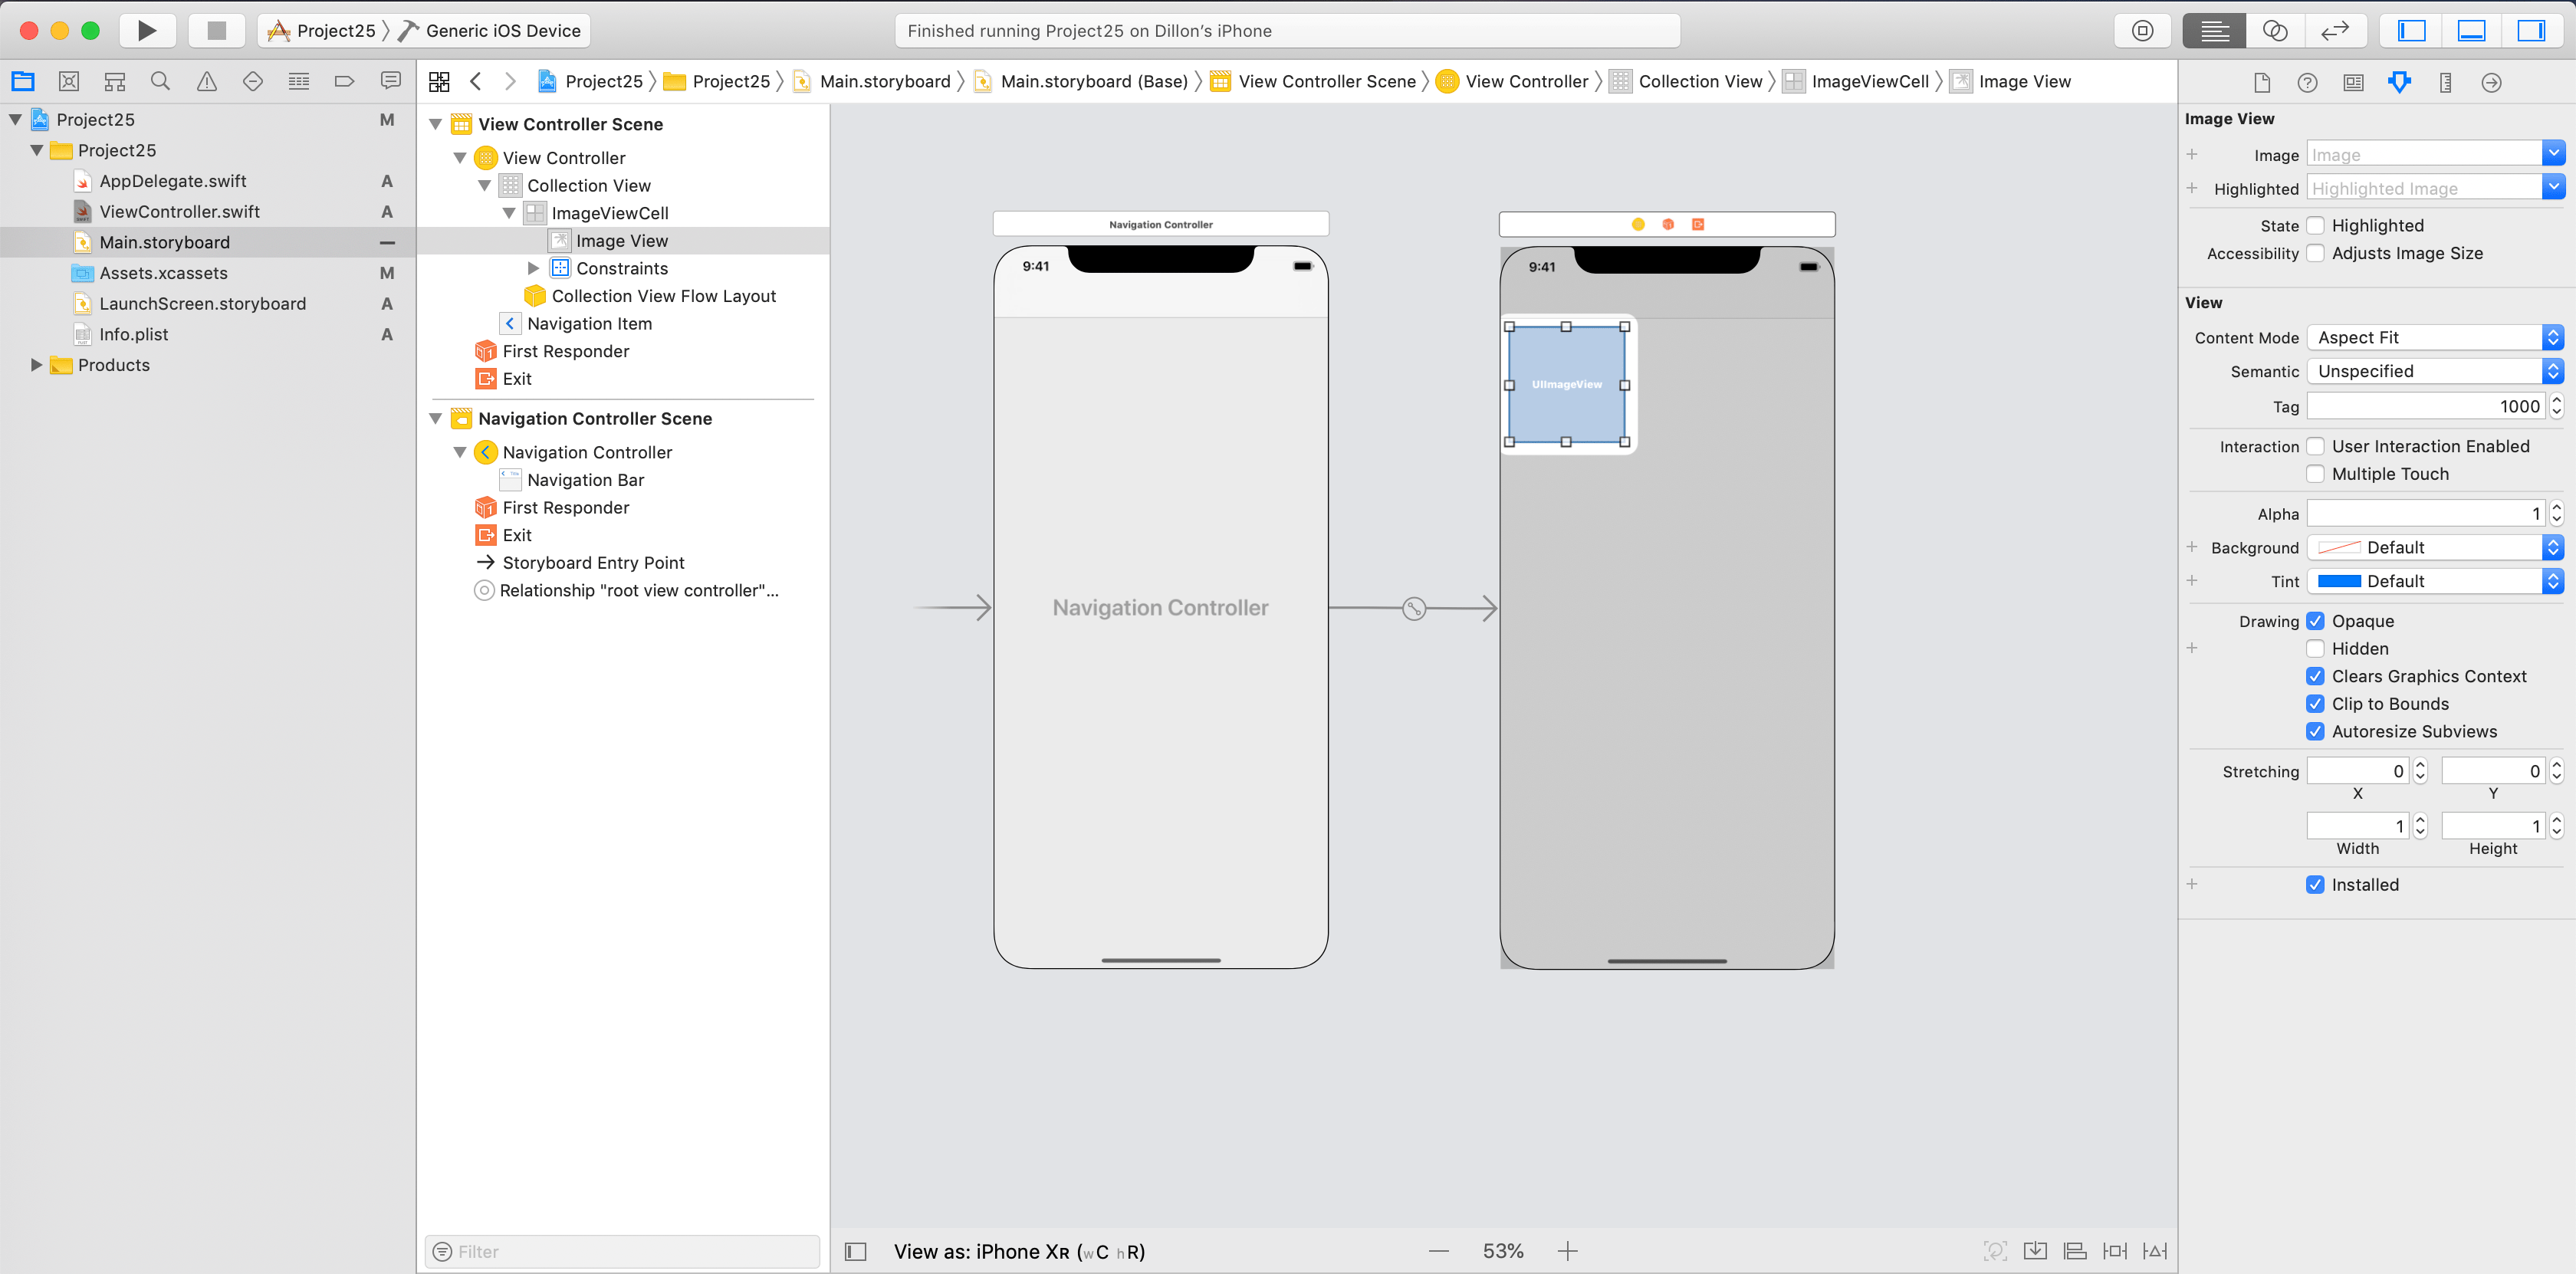 Project25 〉 Generic iOS Device
Finished running Project25 on Dillon’s iPhone
Project25 〉 Project25 〉 Main.storyboard 〉 Main.storyboard (Base) 〉 View Controller Scene 〉 View Controller 〉 Collection View 〉 ImageViewCell 〉 Image View
Project25 M
Project25
AppDelegate.swift A
ViewController.swift A
Main.storyboard —
Assets.xcassets M
LaunchScreen.storyboard A
Info.plist A
Products
View Controller Scene
View Controller
Collection View
ImageViewCell
Image View
Constraints
Collection View Flow Layout
Navigation Item
First Responder
Exit
Navigation Controller Scene
Navigation Controller
Navigation Bar
First Responder
Exit
Storyboard Entry Point
Relationship "root view controller"...
Filter
Navigation Controller
9:41
Navigation Controller
9:41
UIImageView
View as: iPhone XR (wC hR)
53%
Image View
Image Image
Highlighted Highlighted Image
State Highlighted
Accessibility Adjusts Image Size
View
Content Mode Aspect Fit
Semantic Unspecified
Tag 1000
Interaction User Interaction Enabled
Multiple Touch
Alpha 1
Background Default
Tint Default
Drawing Opaque
Hidden
Clears Graphics Context
Clip to Bounds
Autoresize Subviews
Stretching 0 0
X Y
1 1
Width Height
Installed